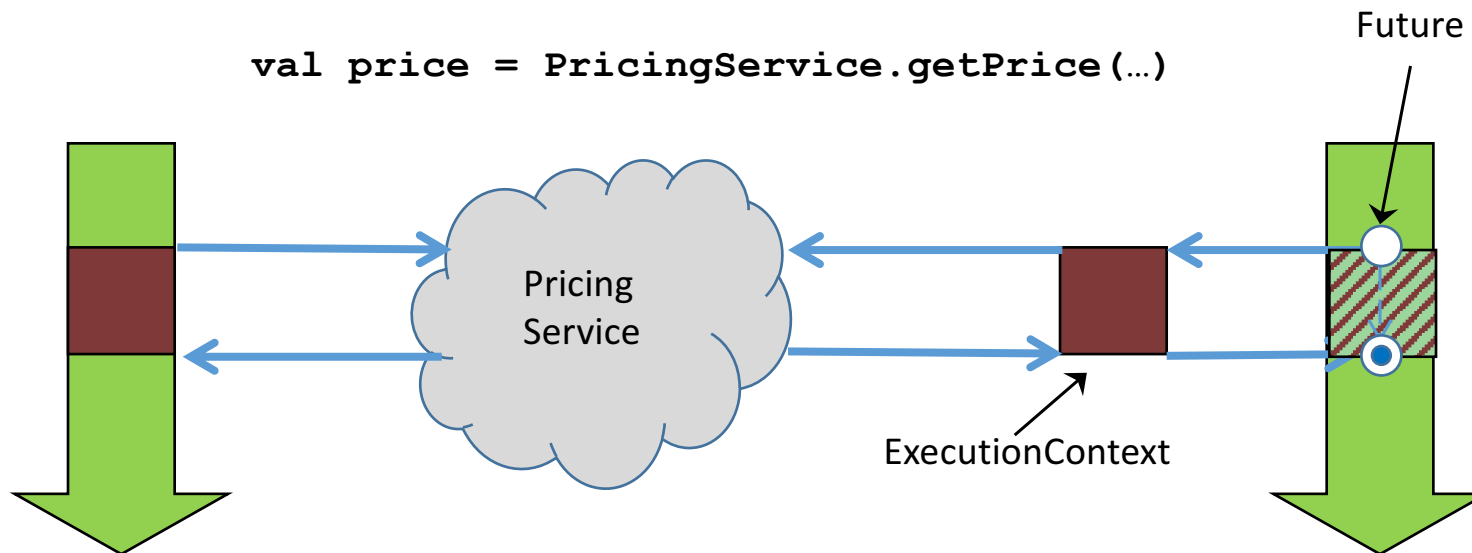 Future
val price = PricingService.getPrice(…)
Pricing
Service
ExecutionContext